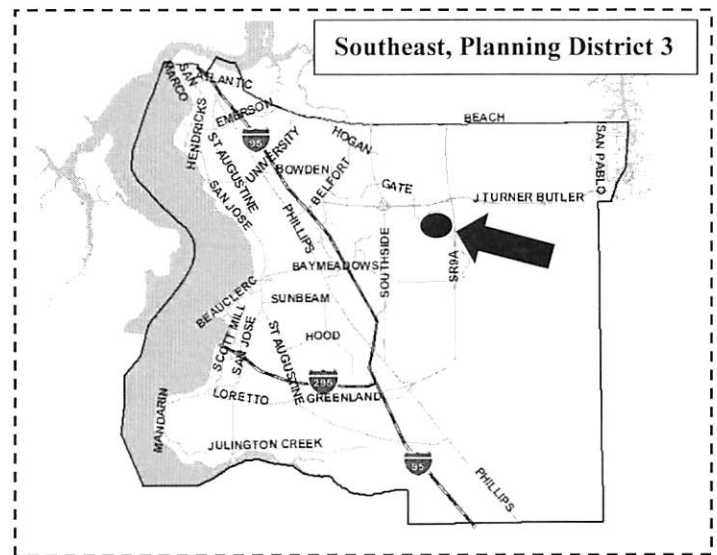 Southeast, Planning District 3
SAN MARCO
ATLANTIC
HENDRICKS
EMERSON
BEACH
HOGAN
SAN PABLO
95
UNIVERSITY
ST AUGUSTINE
BOWDEN
BELFORT
GATE
J TURNER BUTLER
SAN JOSE
PHILLIPS
SOUTHSIDE
SR9A
BAYMEADOWS
BEAUCLERC
SUNBEAM
SCOTT MILL
SAN JOSE
ST AUGUSTINE
HOOD
295
MANDARIN
LORETTO
GREENLAND
JULINGTON CREEK
95
PHILLIPS